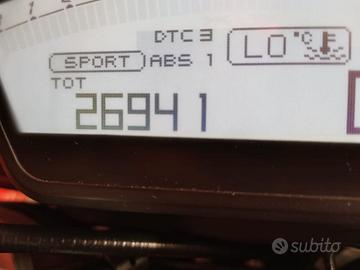 DTC 3
SPORT ABS 1
LO °C
TOT
26941
subito